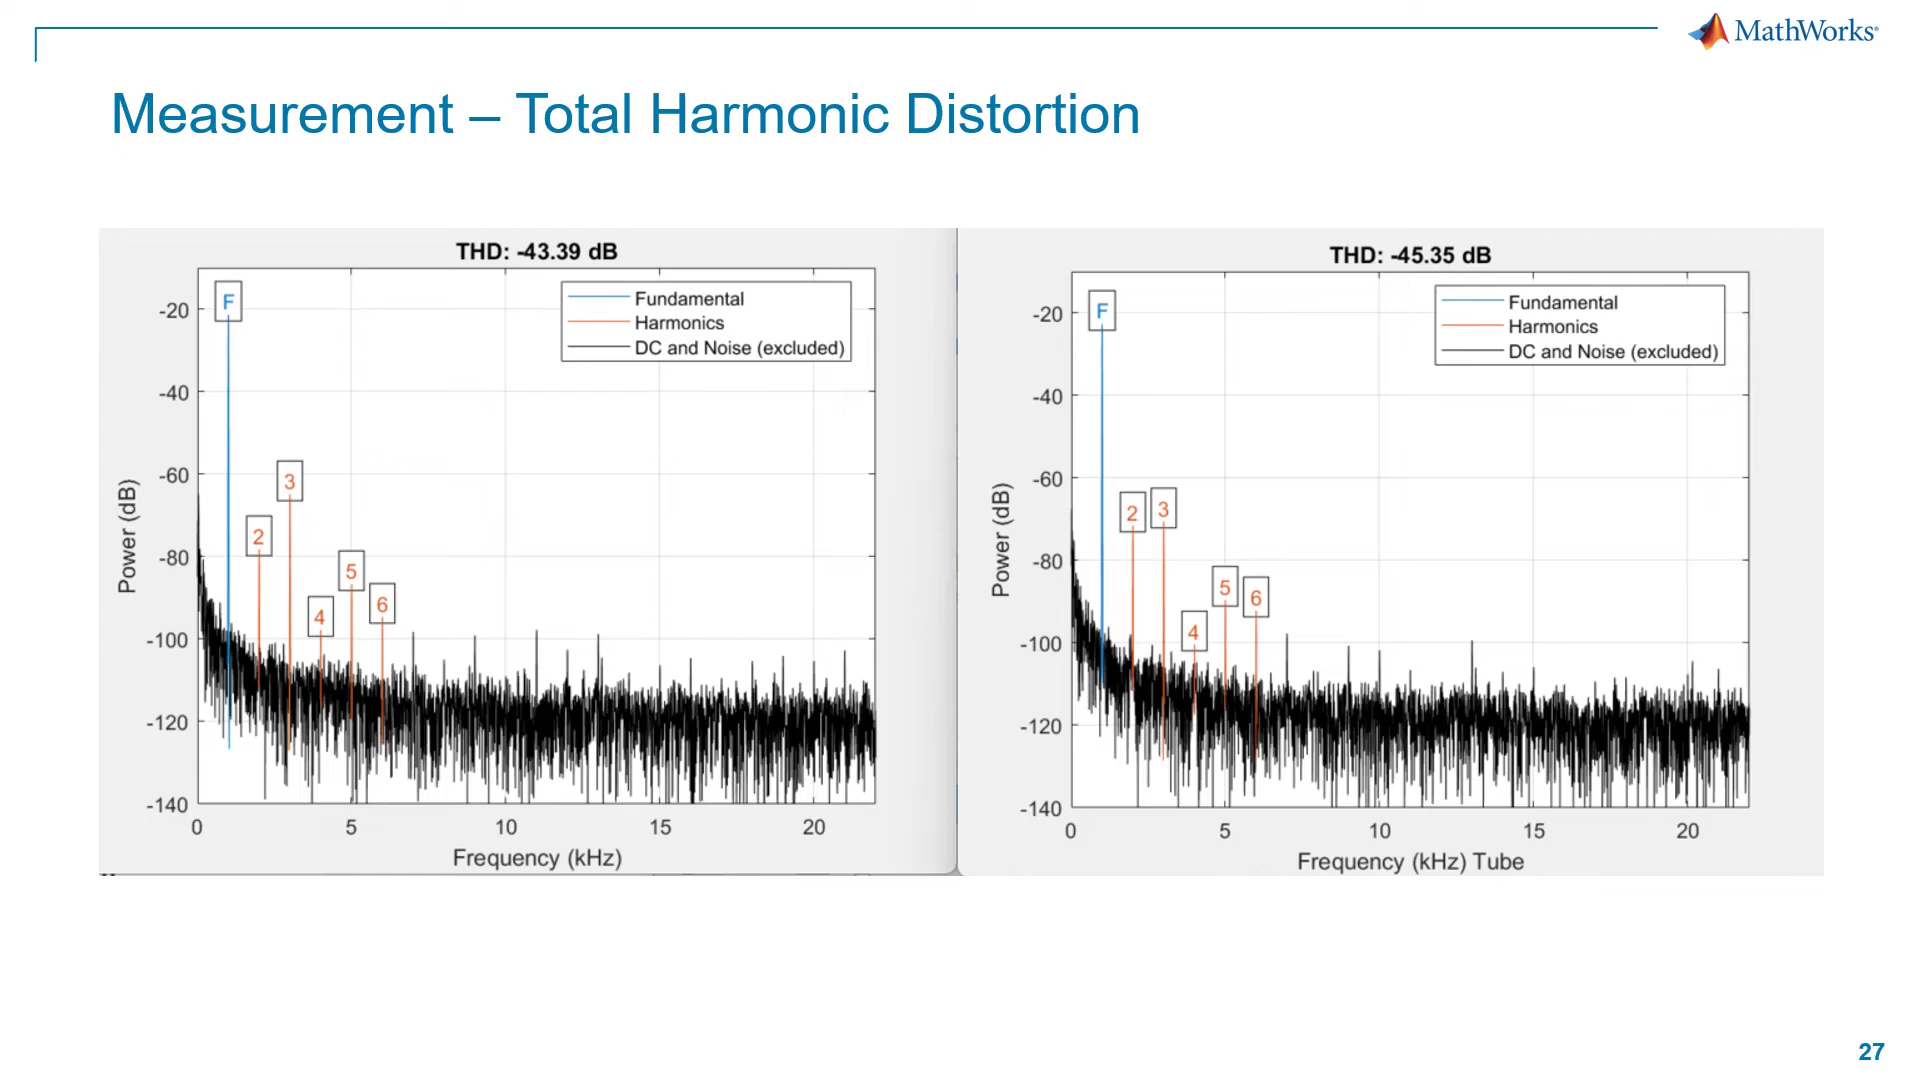 MathWorks®
Measurement – Total Harmonic Distortion
THD: -43.39 dB
F
2
3
4
5
6
Fundamental
Harmonics
DC and Noise (excluded)
Power (dB)
-20
-40
-60
-80
-100
-120
-140
0 5 10 15 20
Frequency (kHz)
THD: -45.35 dB
F
2
3
4
5
6
Fundamental
Harmonics
DC and Noise (excluded)
Power (dB)
-20
-40
-60
-80
-100
-120
-140
0 5 10 15 20
Frequency (kHz) Tube
27